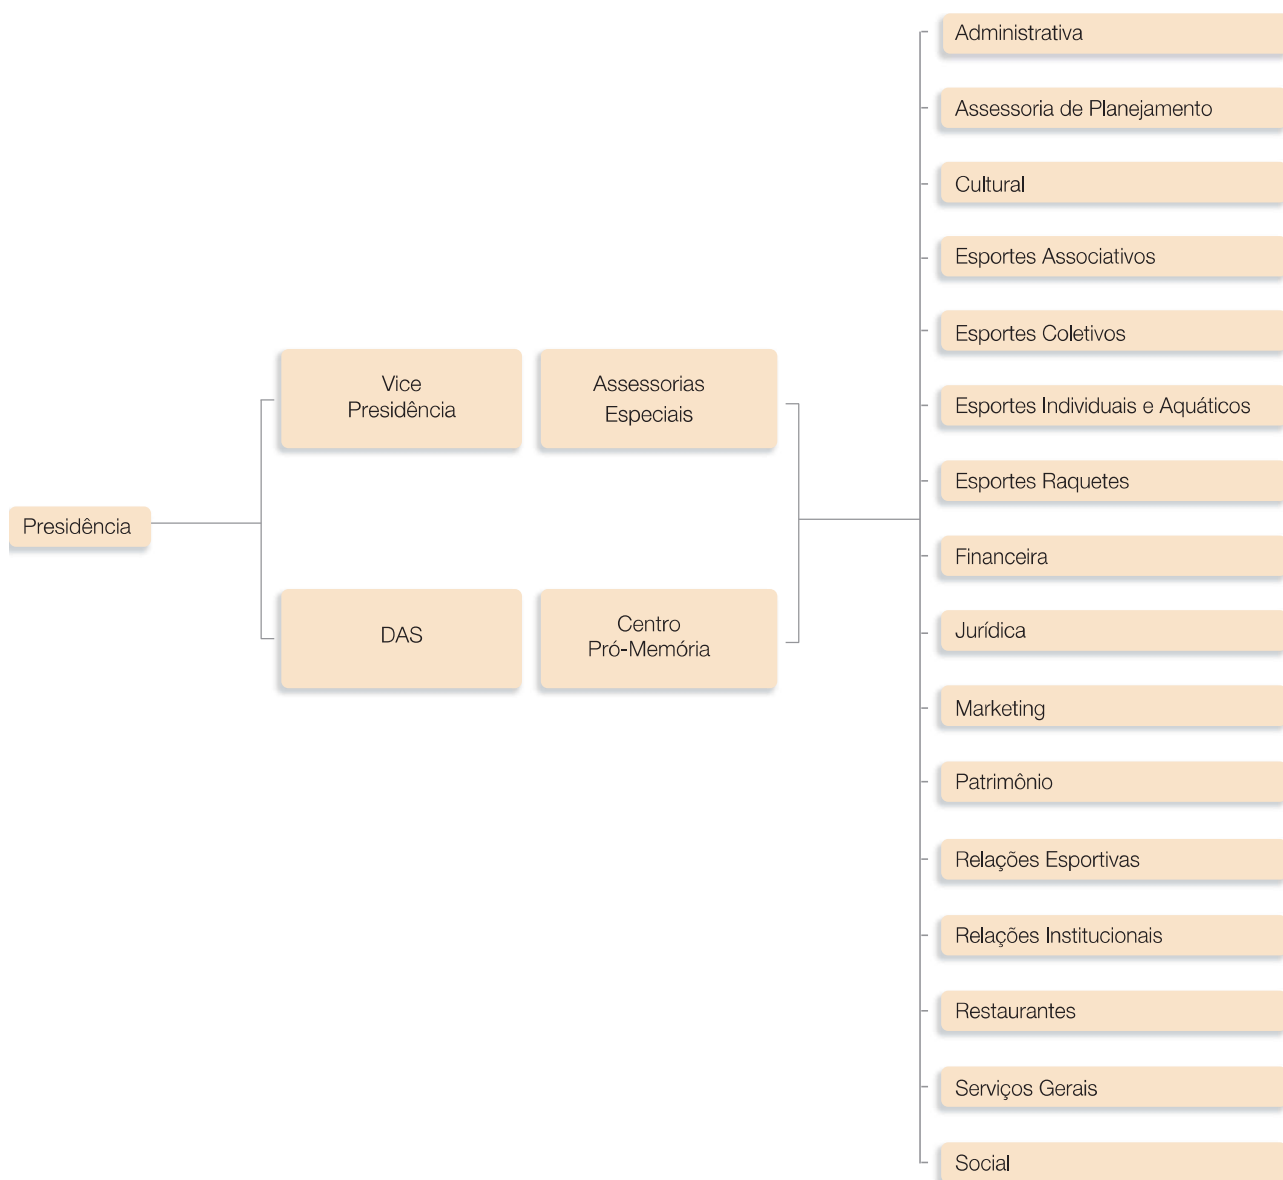 Presidência
Vice
Presidência
DAS
Assessorias
Especiais
Centro
Pró-Memória
Administrativa
Assessoria de Planejamento
Cultural
Esportes Associativos
Esportes Coletivos
Esportes Individuais e Aquáticos
Esportes Raquetes
Financeira
Jurídica
Marketing
Patrimônio
Relações Esportivas
Relações Institucionais
Restaurantes
Serviços Gerais
Social